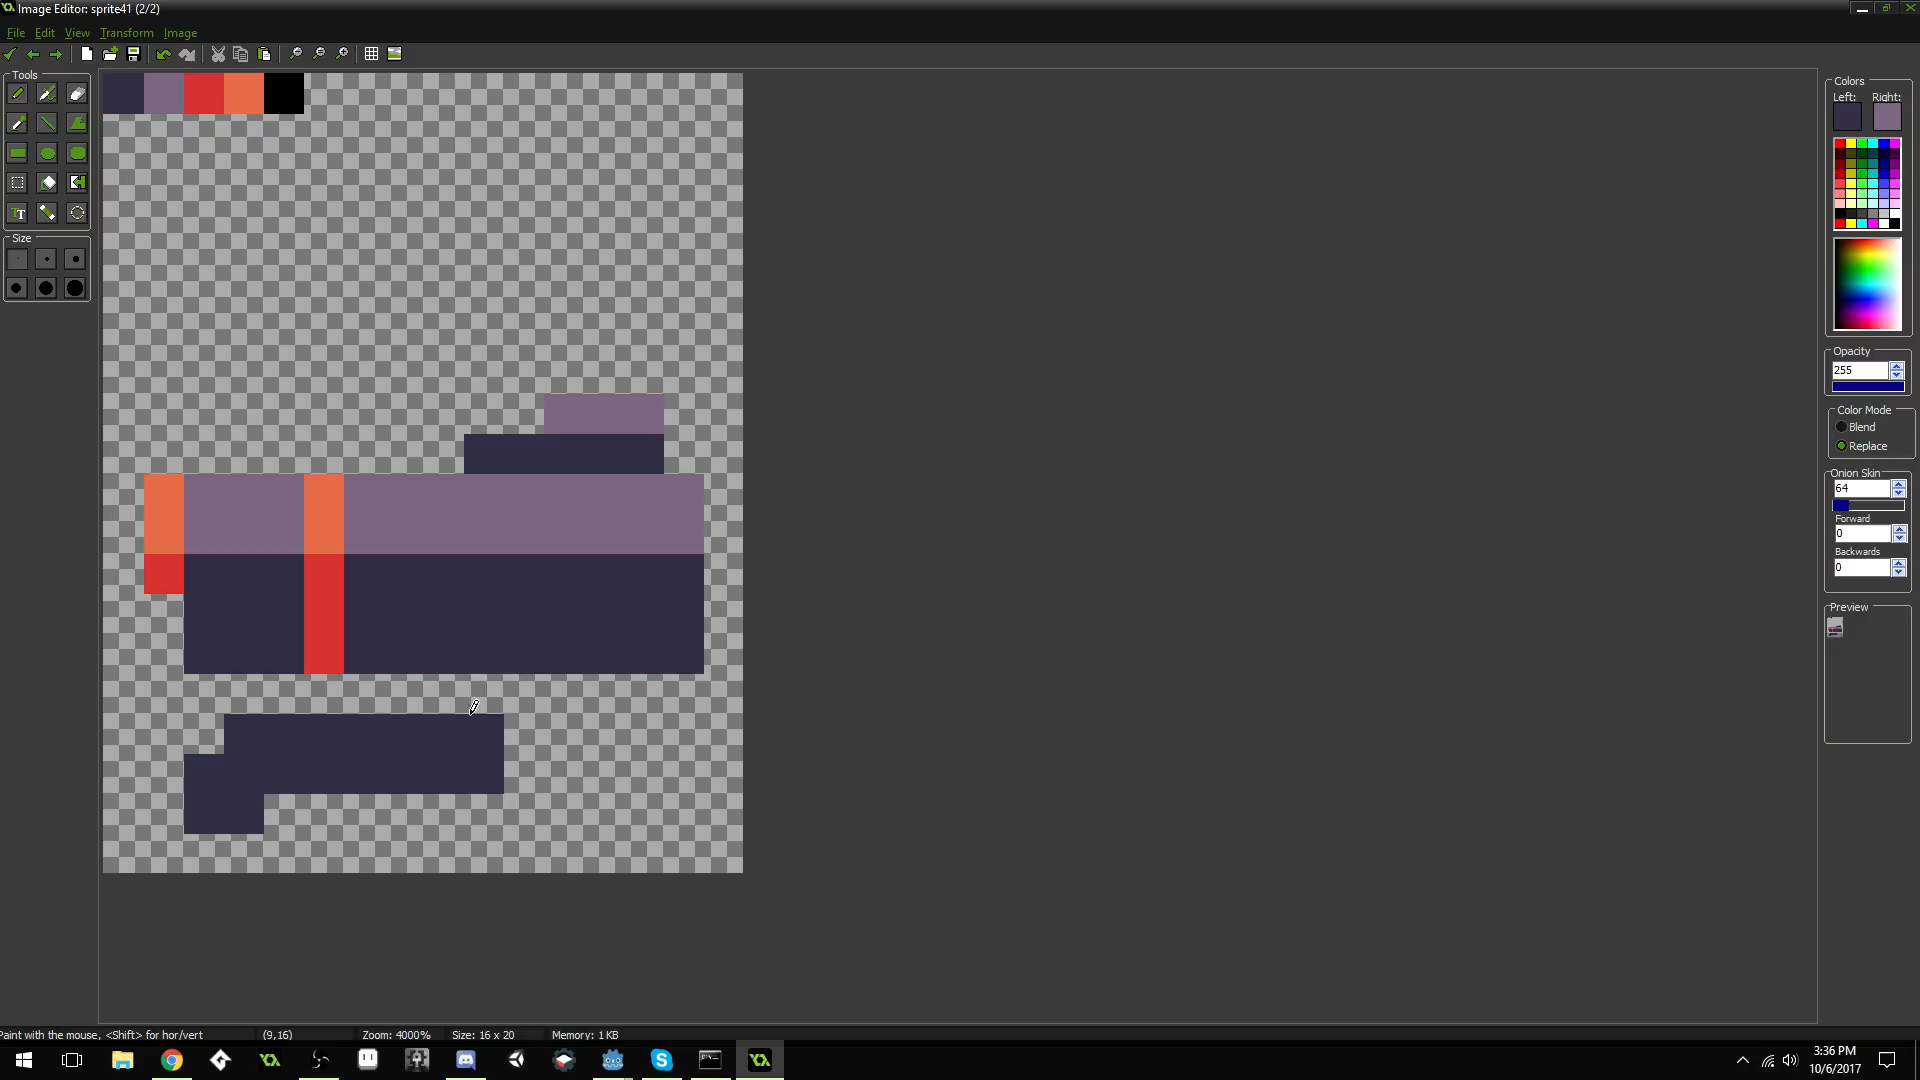 Image Editor: sprite41 (2/2)
File Edit View Transform Image
Tools
TT
Size
Colors
Left: Right:
Opacity
255
Color Mode
Blend
Replace
Onion Skin
64
Forward
0
Backwards
0
Preview
Paint with the mouse, <Shift> for hor/vert (9,16) Zoom: 4000% Size: 16 x 20 Memory: 1 KB
3:36 PM
10/6/2017